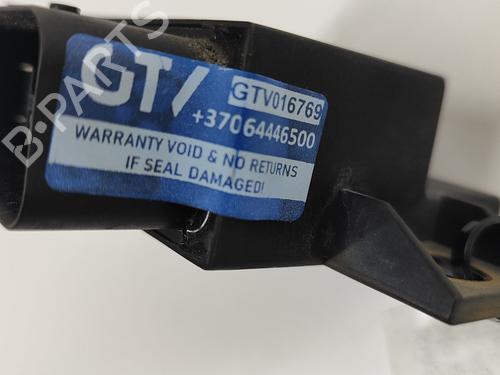 GTV
GTV016769
+37064446500
WARRANTY VOID & NO RETURNS
IF SEAL DAMAGED!
B-PARTS